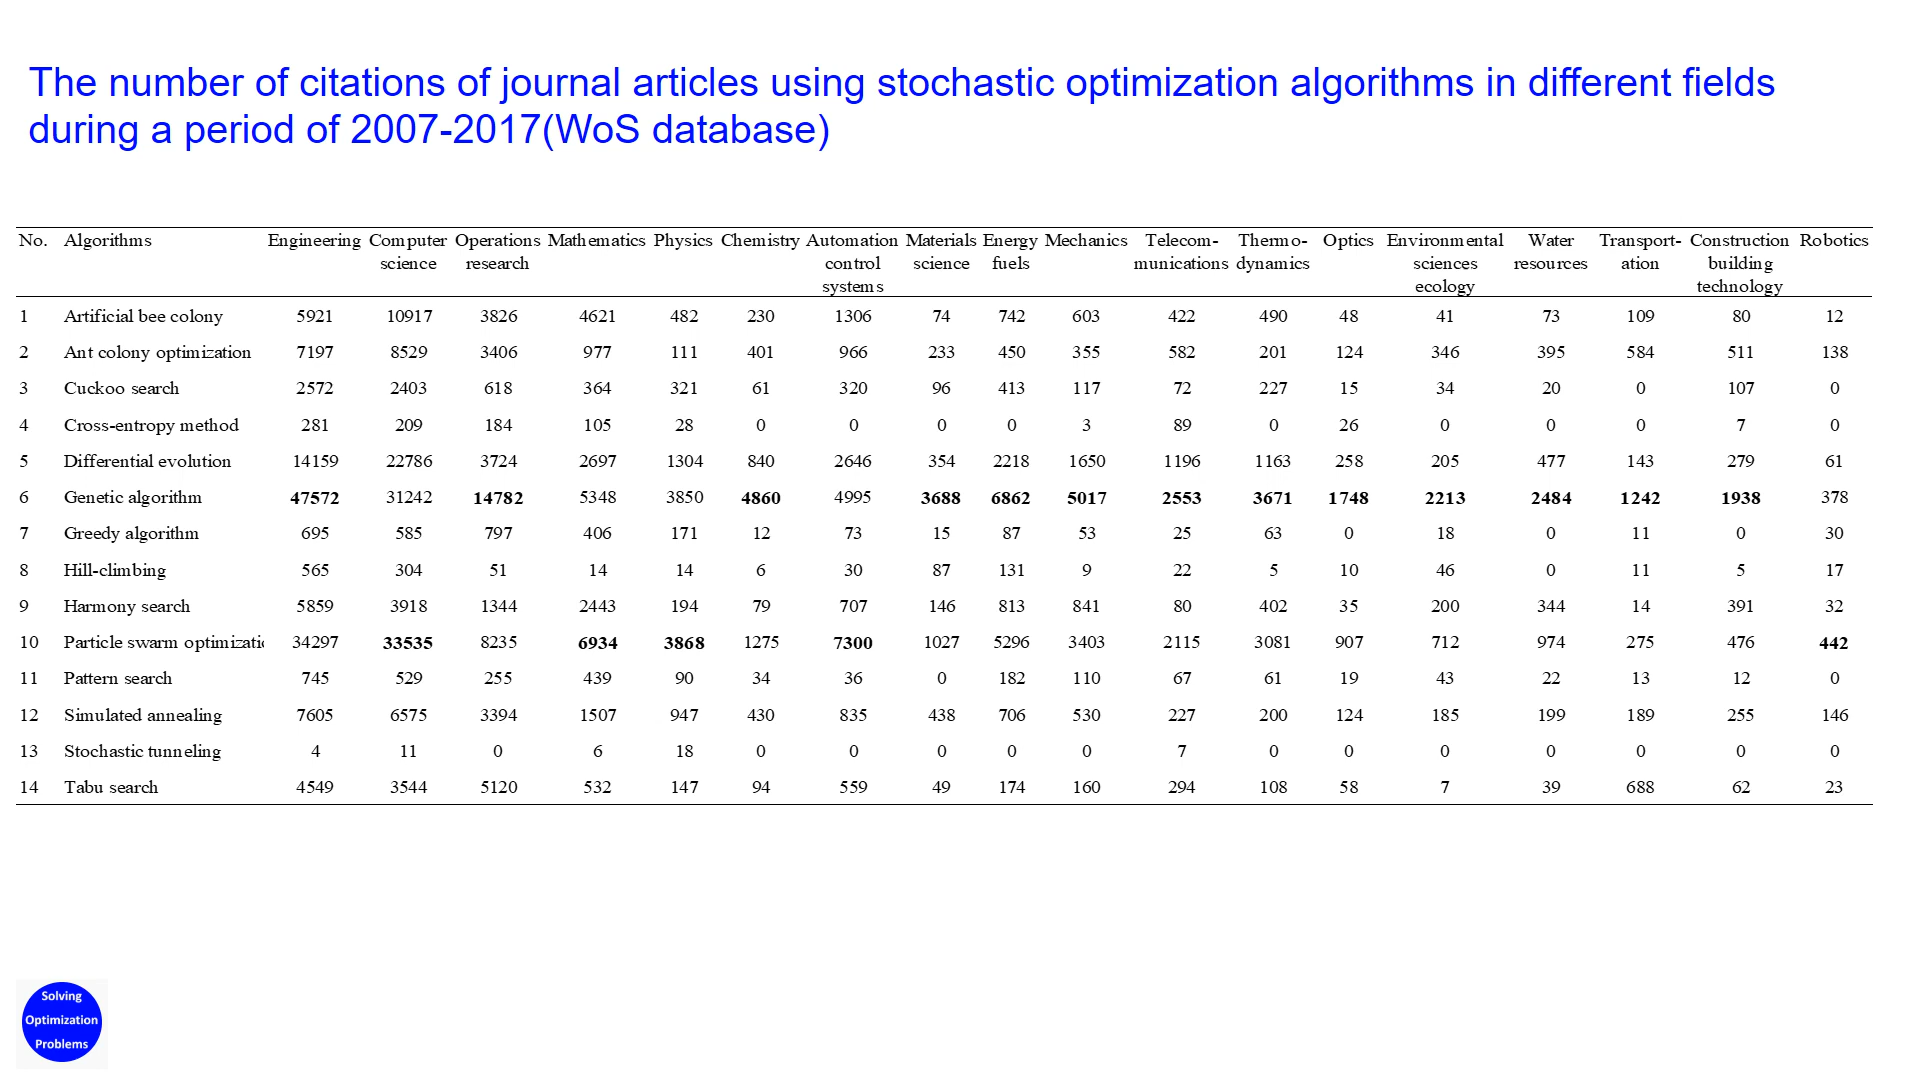 The number of citations of journal articles using stochastic optimization algorithms in different fields
during a period of 2007-2017(WoS database)
No. Algorithms Engineering Computer Operations Mathematics Physics Chemistry Automation Materials Energy Mechanics Telecom- Thermo- Optics Environmental Water Transport- Construction Robotics
science research control science fuels munications dynamics sciences resources ation building
systems ecology technology
1 Artificial bee colony 5921 10917 3826 4621 482 230 1306 74 742 603 422 490 48 41 73 109 80 12
2 Ant colony optimization 7197 8529 3406 977 111 401 966 233 450 355 582 201 124 346 395 584 511 138
3 Cuckoo search 2572 2403 618 364 321 61 320 96 413 117 72 227 15 34 20 0 107 0
4 Cross-entropy method 281 209 184 105 28 0 0 0 0 3 89 0 26 0 0 0 7 0
5 Differential evolution 14159 22786 3724 2697 1304 840 2646 354 2218 1650 1196 1163 258 205 477 143 279 61
6 Genetic algorithm 47572 31242 14782 5348 3850 4860 4995 3688 6862 5017 2553 3671 1748 2213 2484 1242 1938 378
7 Greedy algorithm 695 585 797 406 171 12 73 15 87 53 25 63 0 18 0 11 0 30
8 Hill-climbing 565 304 51 14 14 6 30 87 131 9 22 5 10 46 0 11 5 17
9 Harmony search 5859 3918 1344 2443 194 79 707 146 813 841 80 402 35 200 344 14 391 32
10 Particle swarm optimizatio 34297 33535 8235 6934 3868 1275 7300 1027 5296 3403 2115 3081 907 712 974 275 476 442
11 Pattern search 745 529 255 439 90 34 36 0 182 110 67 61 19 43 22 13 12 0
12 Simulated annealing 7605 6575 3394 1507 947 430 835 438 706 530 227 200 124 185 199 189 255 146
13 Stochastic tunneling 4 11 0 6 18 0 0 0 0 0 7 0 0 0 0 0 0 0
14 Tabu search 4549 3544 5120 532 147 94 559 49 174 160 294 108 58 7 39 688 62 23
Solving
Optimization
Problems